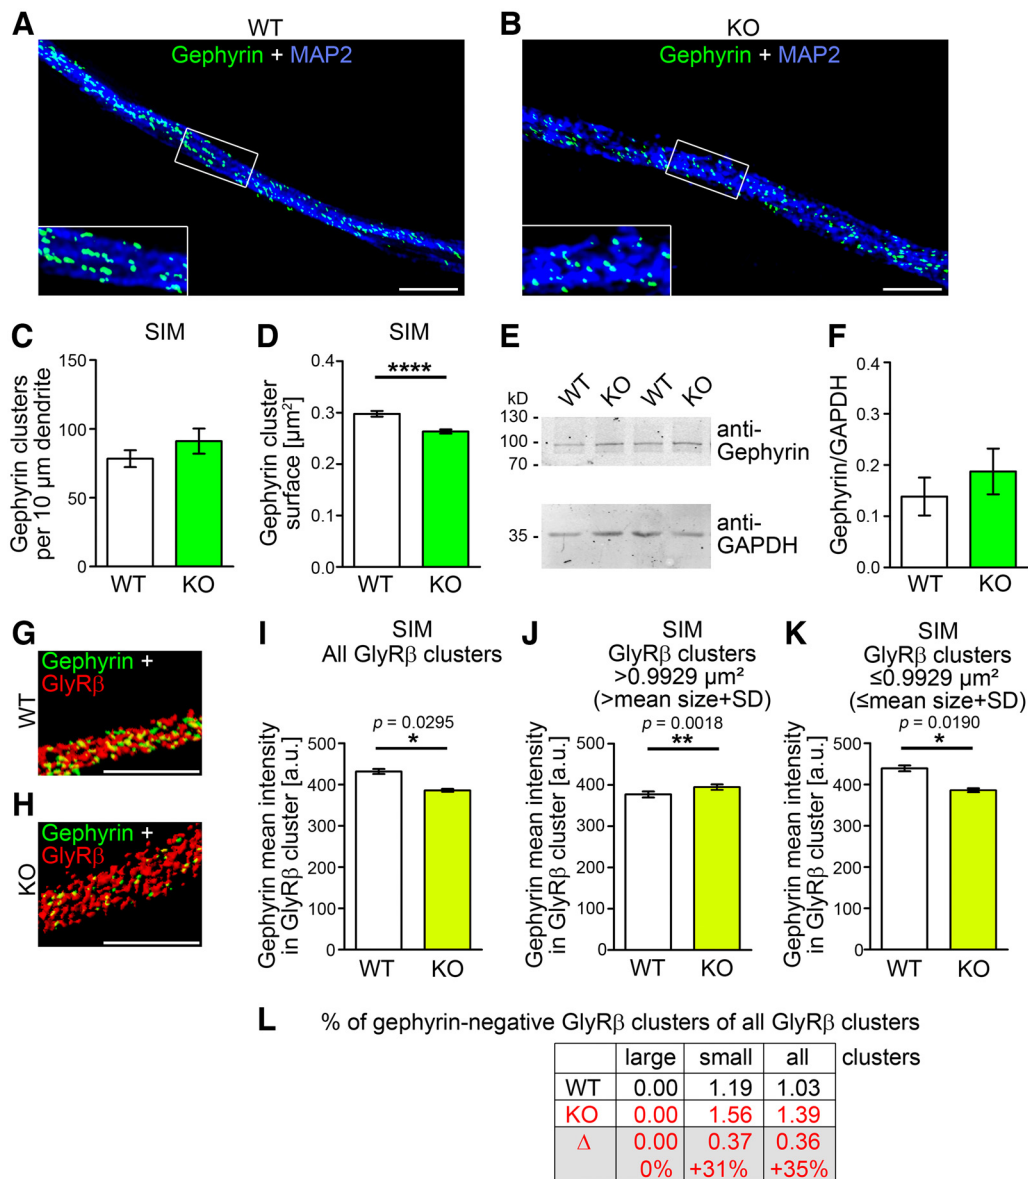 A
WT
Gephyrin + MAP2
B
KO
Gephyrin + MAP2
C
SIM
Gephyrin clusters
per 10 µm dendrite
150
100
50
0
WT KO
D
SIM
****
Gephyrin cluster
surface [µm²]
0.4
0.3
0.2
0.1
0.0
WT KO
E
kD
WT KO WT KO
130
100
70
anti-
Gephyrin
35
anti-
GAPDH
F
Gephyrin/GAPDH
0.4
0.3
0.2
0.1
0.0
WT KO
G
WT
Gephyrin +
GlyRβ
H
KO
Gephyrin +
GlyRβ
I
SIM
All GlyRβ clusters
p = 0.0295
*
Gephyrin mean intensity
in GlyRβ cluster [a.u.]
500
400
300
200
100
0
WT KO
J
SIM
GlyRβ clusters
>0.9929 µm²
(>mean size+SD)
p = 0.0018
**
Gephyrin mean intensity
in GlyRβ cluster [a.u.]
500
400
300
200
100
0
WT KO
K
SIM
GlyRβ clusters
≤0.9929 µm²
(≤mean size+SD)
p = 0.0190
*
Gephyrin mean intensity
in GlyRβ cluster [a.u.]
500
400
300
200
100
0
WT KO
L % of gephyrin-negative GlyRβ clusters of all GlyRβ clusters
large small all clusters
WT 0.00 1.19 1.03
KO 0.00 1.56 1.39
Δ 0.00 0.37 0.36
0% +31% +35%